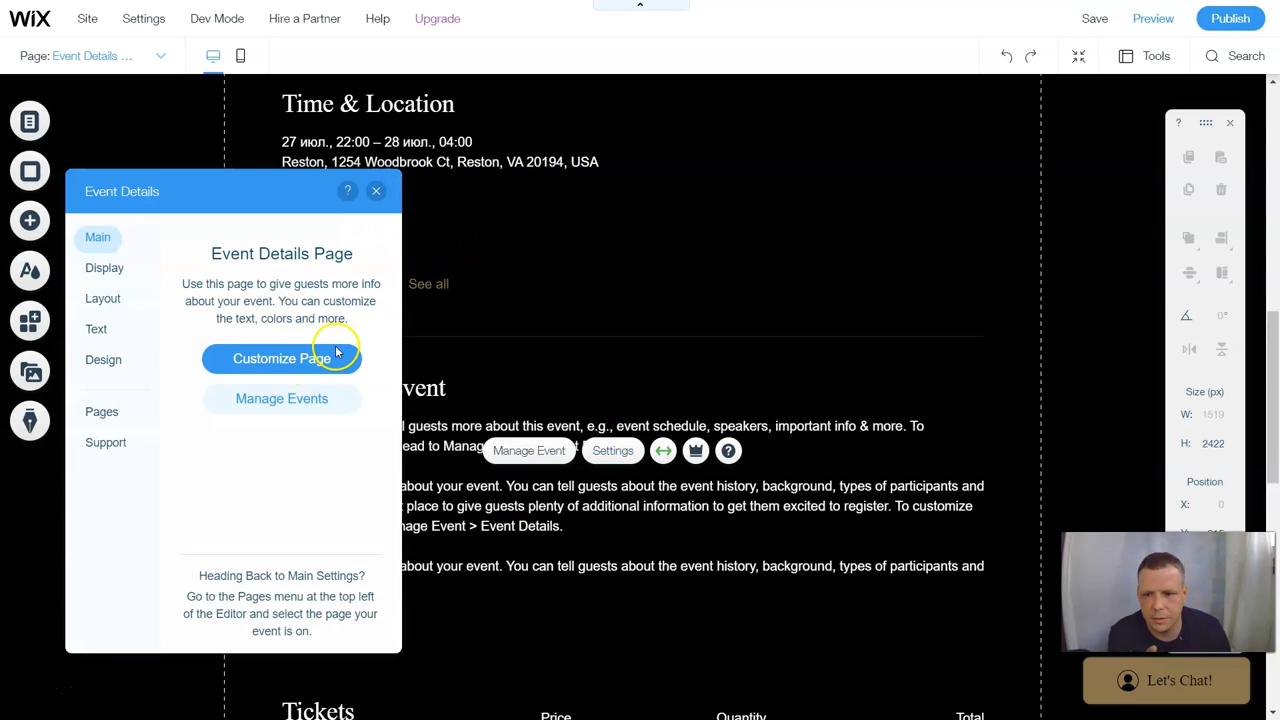 WiX Site Settings Dev Mode Hire a Partner Help Upgrade Save Preview Publish
Page: Event Details ... Tools Search
Time & Location
27 июл., 22:00 – 28 июл., 04:00
Reston, 1254 Woodbrook Ct, Reston, VA 20194, USA
Event Details ? ×
Main
Display
Layout
Text
Design
Pages
Support
Event Details Page
Use this page to give guests more info
about your event. You can customize
the text, colors and more.
Customize Page
Manage Events
Heading Back to Main Settings?
Go to the Pages menu at the top left
of the Editor and select the page your
event is on.
See all
vent
guests more about this event, e.g., event schedule, speakers, important info & more. To
ead to Manag
Manage Event Settings ?
about your event. You can tell guests about the event history, background, types of participants and
t place to give guests plenty of additional information to get them excited to register. To customize
nage Event > Event Details.
about your event. You can tell guests about the event history, background, types of participants and
Tickets Price Quantity Total
? ×
0°
Size (px)
W: 1519
H: 2422
Position
X: 0
Let's Chat!